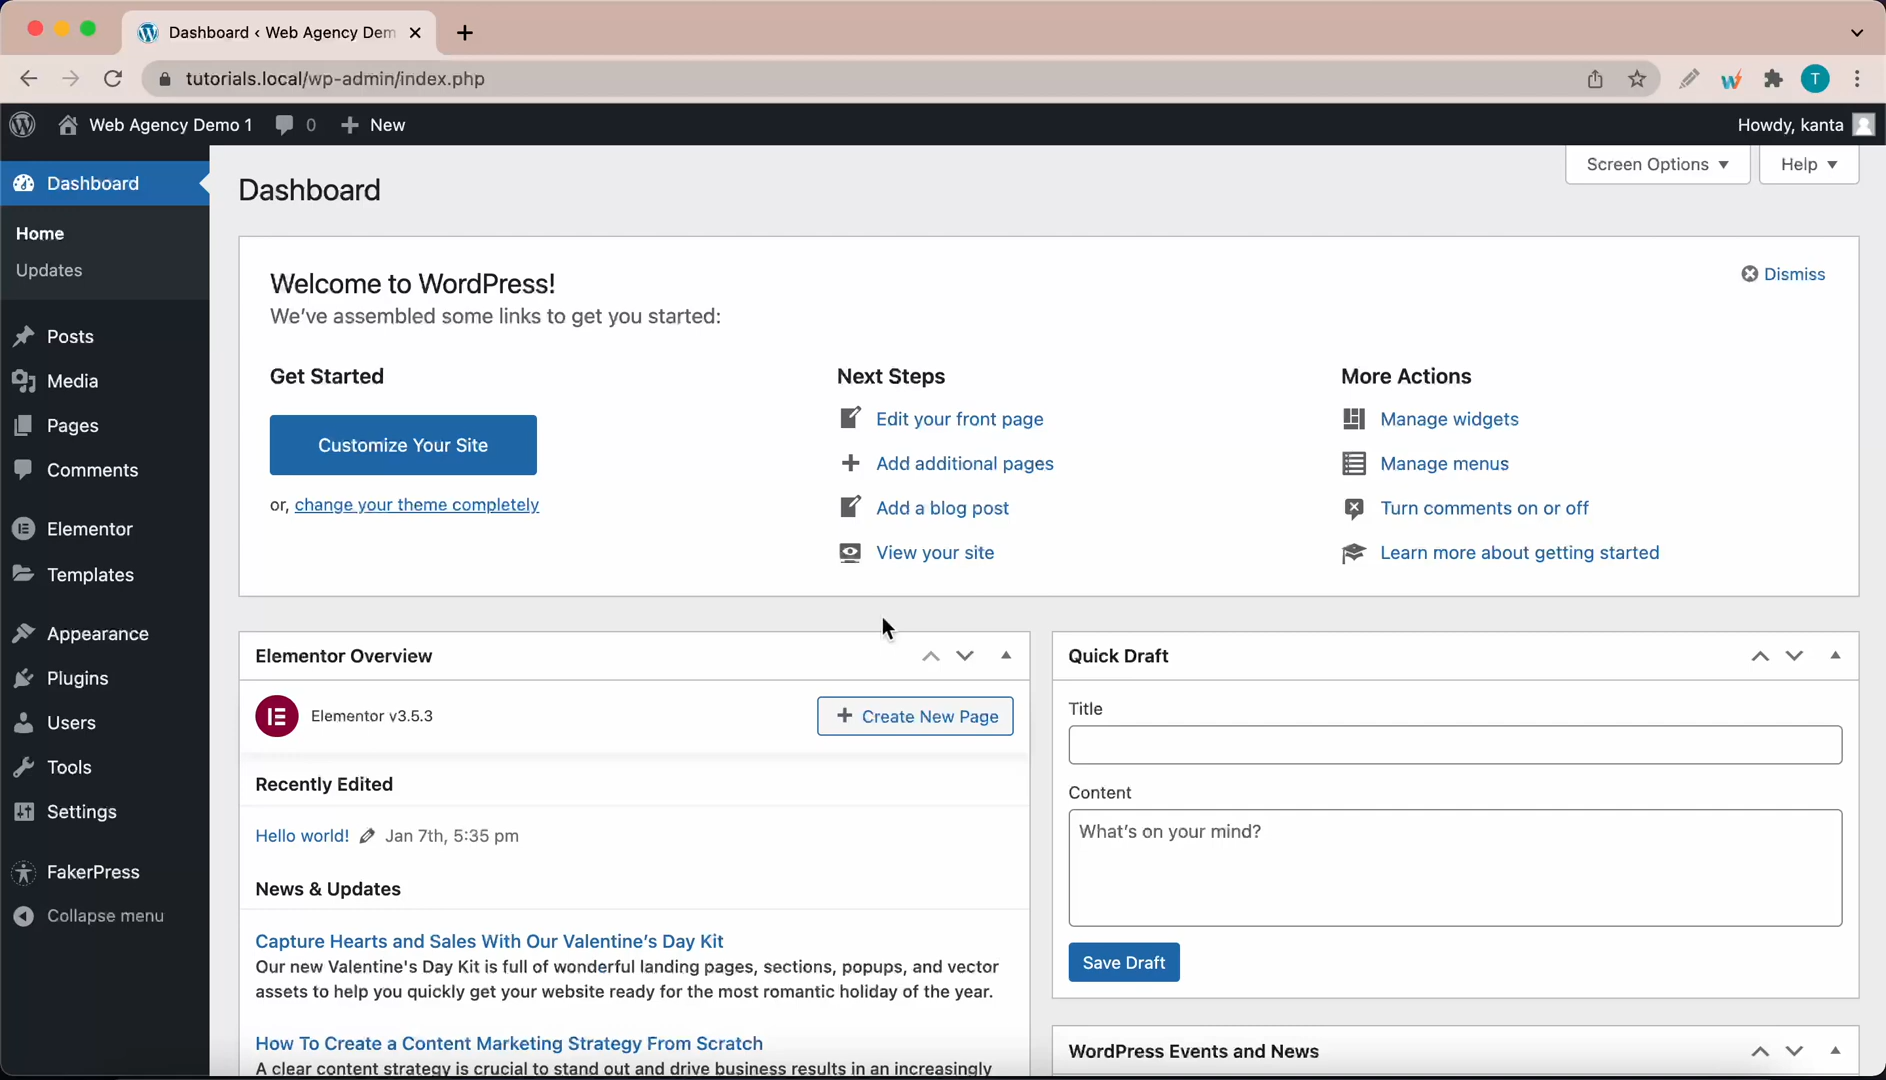 Dashboard ‹ Web Agency Dem
tutorials.local/wp-admin/index.php
T
Web Agency Demo 1
0
New
Howdy, kanta
Dashboard
Home
Updates
Posts
Media
Pages
Comments
Elementor
Templates
Appearance
Plugins
Users
Tools
Settings
FakerPress
Collapse menu
Screen Options
Help
Dashboard
Welcome to WordPress!
We've assembled some links to get you started:
Dismiss
Get Started
Customize Your Site
or, change your theme completely
Next Steps
Edit your front page
Add additional pages
Add a blog post
View your site
More Actions
Manage widgets
Manage menus
Turn comments on or off
Learn more about getting started
Elementor Overview
Elementor v3.5.3
Create New Page
Recently Edited
Hello world! Jan 7th, 5:35 pm
News & Updates
Capture Hearts and Sales With Our Valentine's Day Kit
Our new Valentine's Day Kit is full of wonderful landing pages, sections, popups, and vector
assets to help you quickly get your website ready for the most romantic holiday of the year.
How To Create a Content Marketing Strategy From Scratch
A clear content strategy is crucial to stand out and drive business results in an increasingly
Quick Draft
Title
Content
What's on your mind?
Save Draft
WordPress Events and News